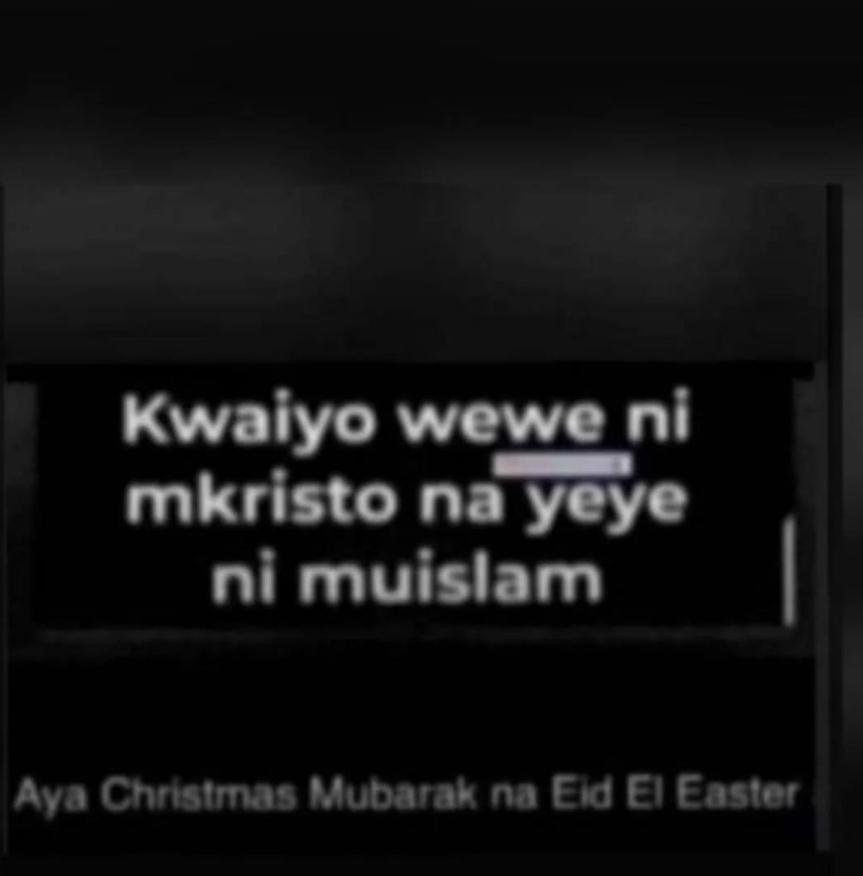 Kwaiyo wewe ni
mkristo na yeye
ni muislam
Aya Christmas Mubarak na Eid El Easter